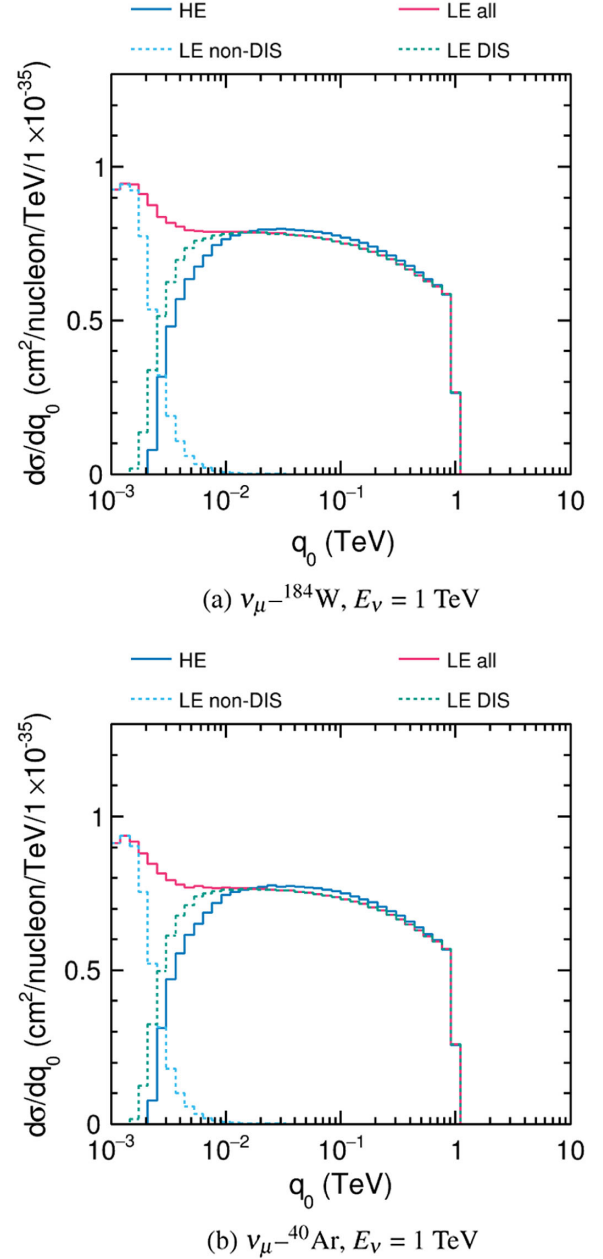 HE LE all
LE non-DIS LE DIS
dσ/dq₀ (cm²/nucleon/TeV/1 ×10⁻³⁵)
1
0.5
0
10⁻³ 10⁻² 10⁻¹ 1 10
q₀ (TeV)
(a) νμ–¹⁸⁴W, Eν = 1 TeV
HE LE all
LE non-DIS LE DIS
dσ/dq₀ (cm²/nucleon/TeV/1 ×10⁻³⁵)
1
0.5
0
10⁻³ 10⁻² 10⁻¹ 1 10
q₀ (TeV)
(b) νμ–⁴⁰Ar, Eν = 1 TeV